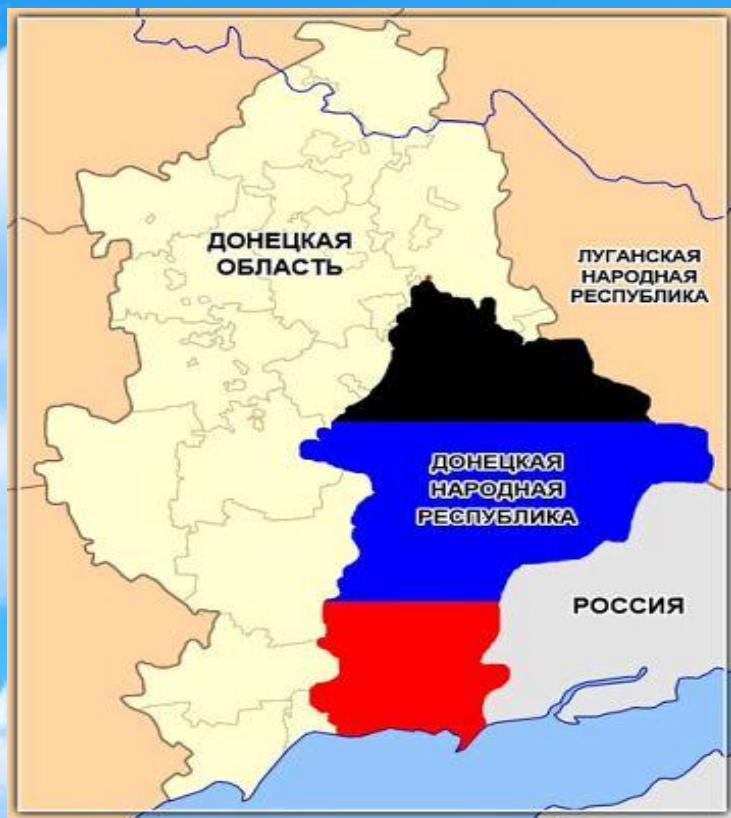 ДОНЕЦКАЯ
ОБЛАСТЬ
ЛУГАНСКАЯ
НАРОДНАЯ
РЕСПУБЛИКА
ДОНЕЦКАЯ
НАРОДНАЯ
РЕСПУБЛИКА
РОССИЯ